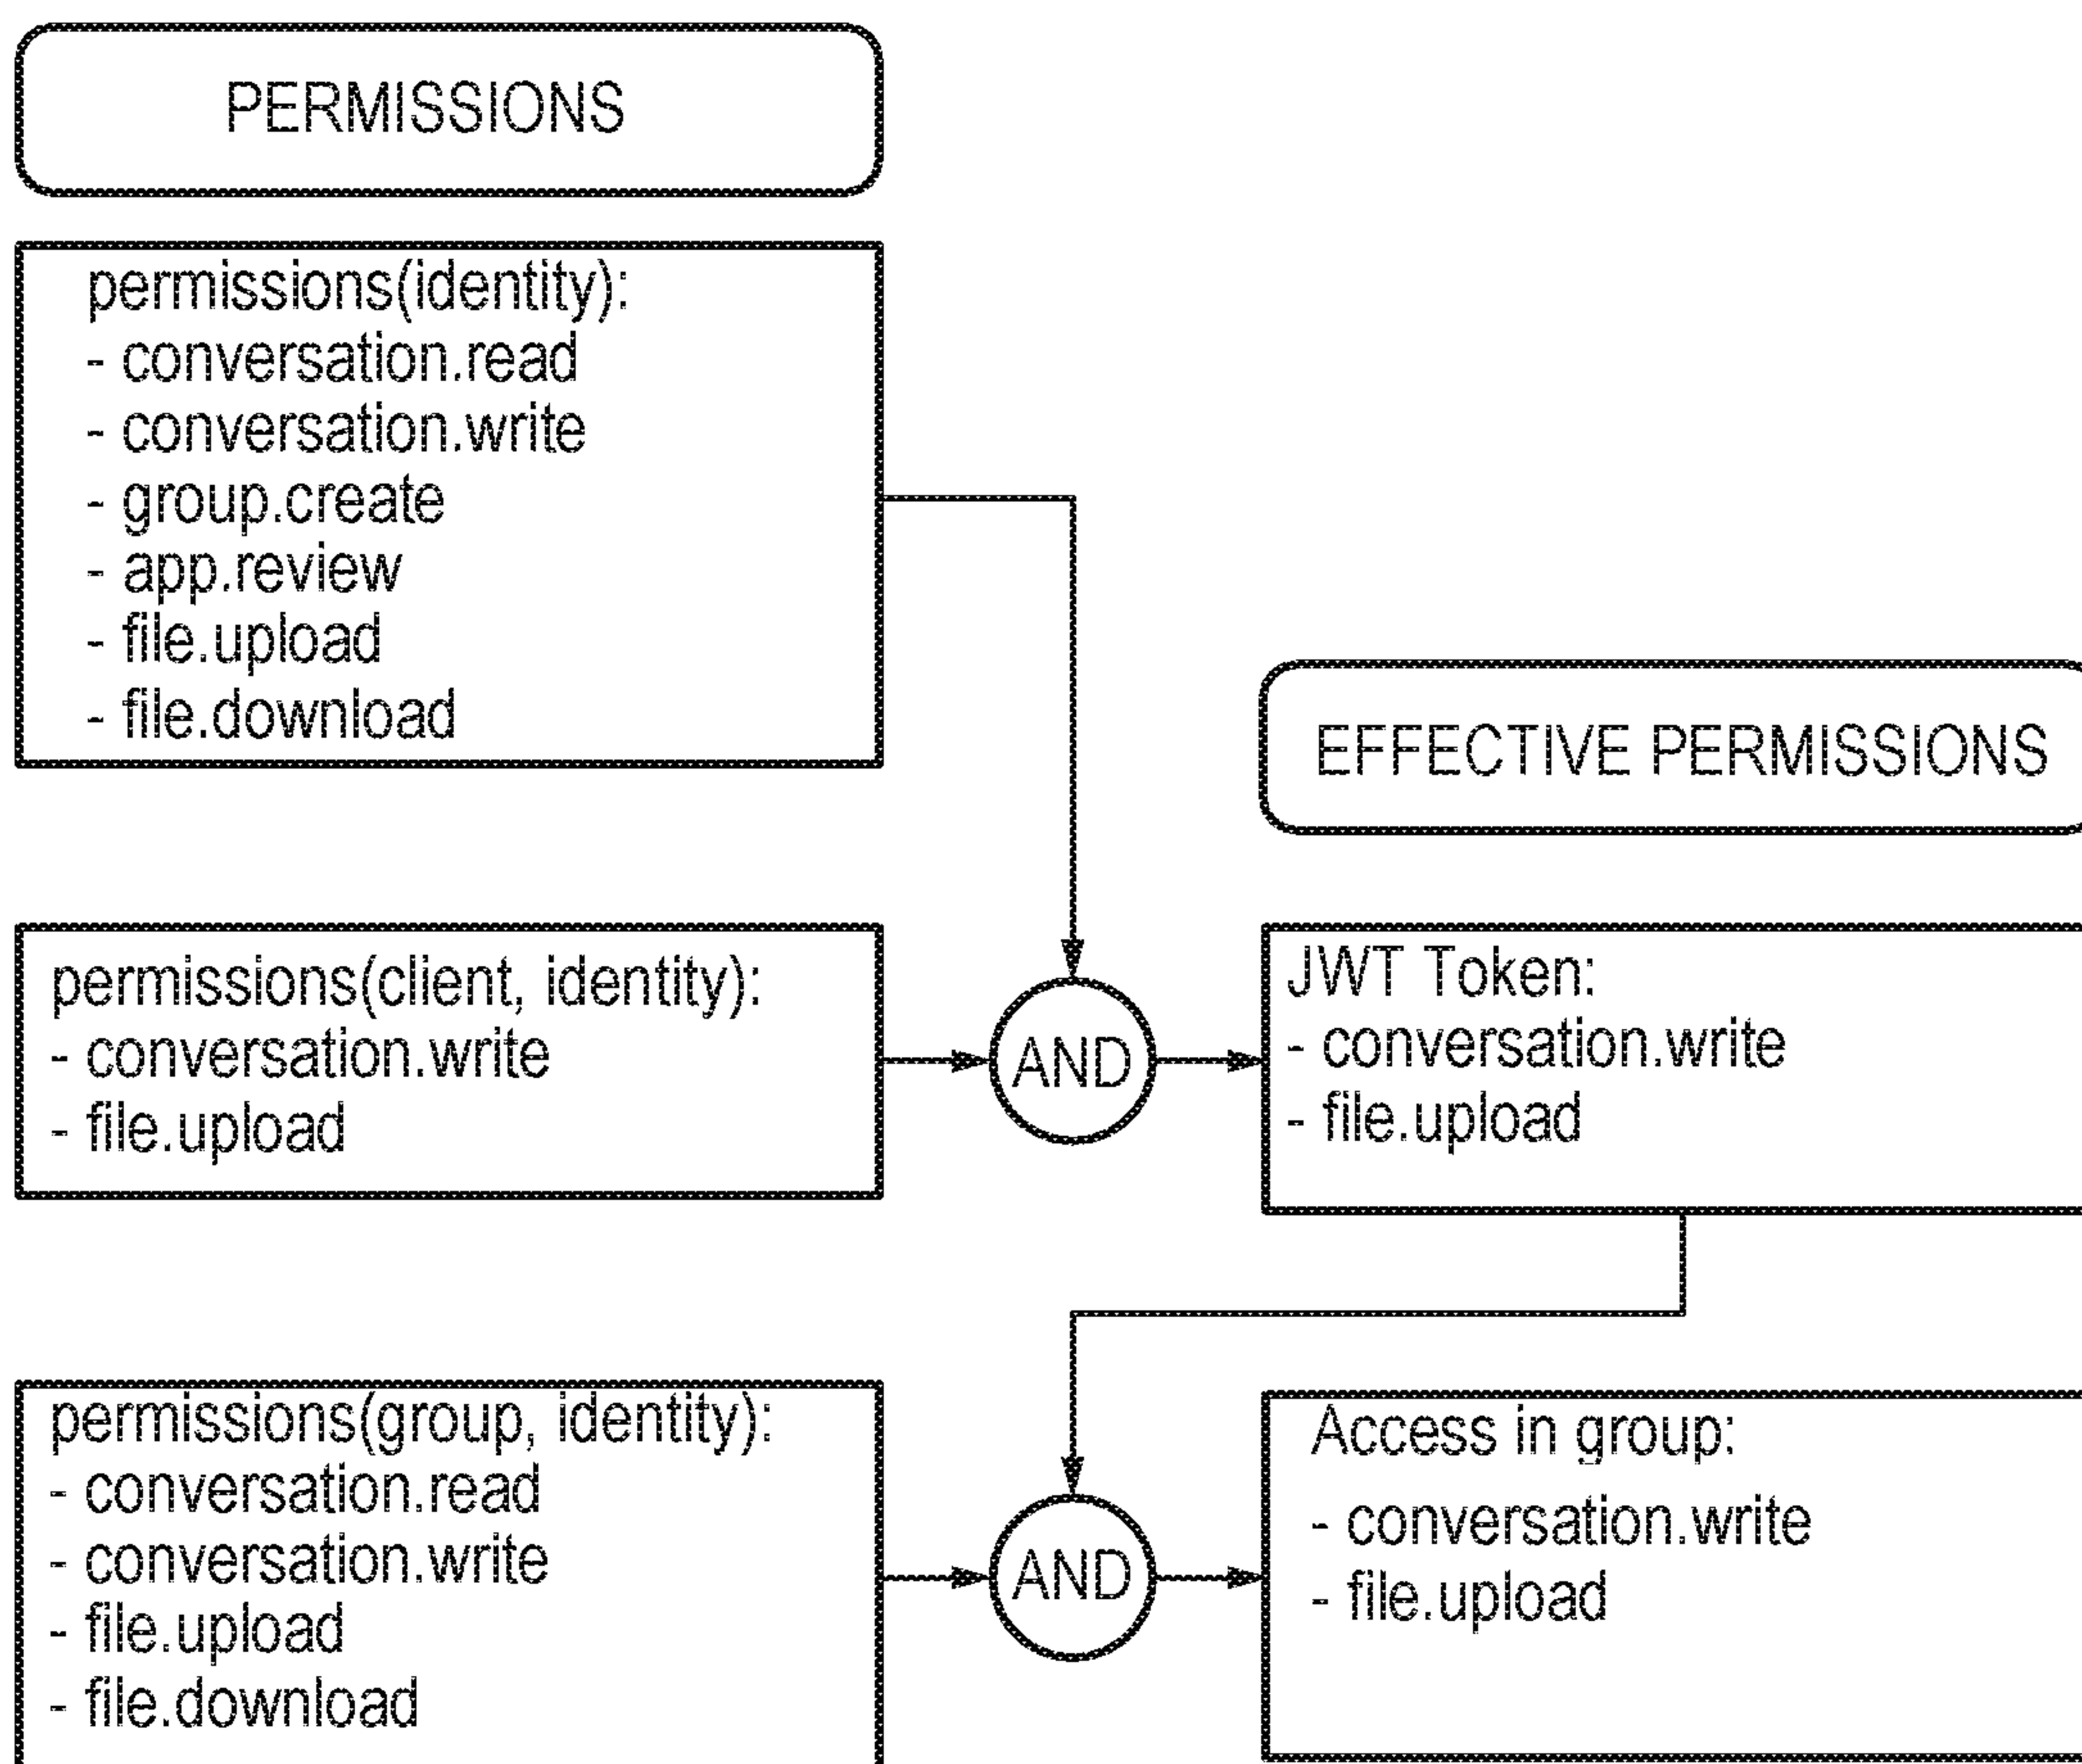 PERMISSIONS
permissions(identity):
- conversation.read
- conversation.write
- group.create
- app.review
- file.upload
- file.download
EFFECTIVE PERMISSIONS
permissions(client, identity):
- conversation.write
- file.upload
AND
JWT Token:
- conversation.write
- file.upload
permissions(group, identity):
- conversation.read
- conversation.write
- file.upload
- file.download
AND
Access in group:
- conversation.write
- file.upload